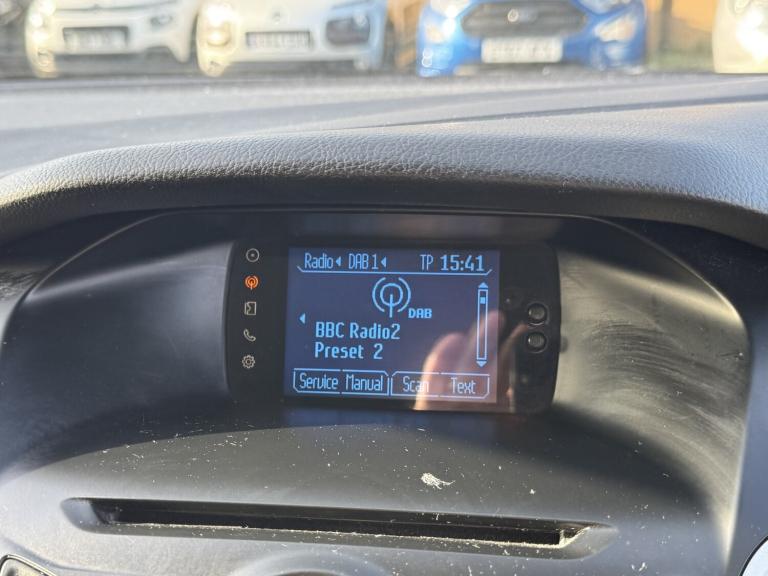 Radio DAB 1 TP 15:41
DAB
BBC Radio2
Preset 2
Service Manual Scan Text